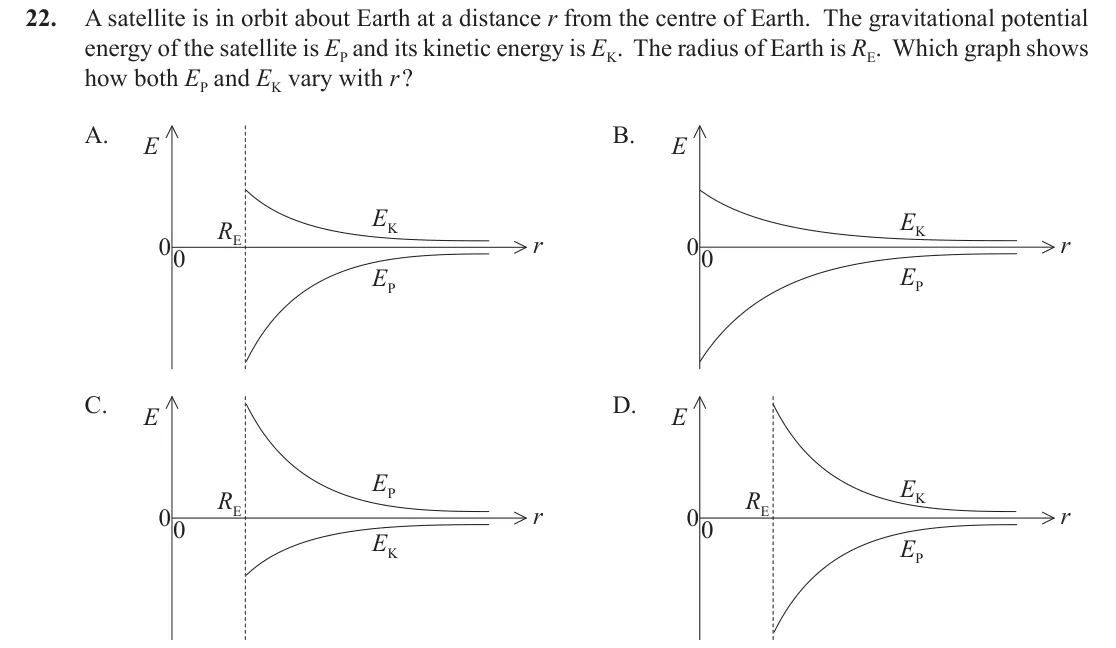 22. A satellite is in orbit about Earth at a distance r from the centre of Earth. The gravitational potential
energy of the satellite is EP and its kinetic energy is EK. The radius of Earth is RE. Which graph shows
how both EP and EK vary with r?
A.
E
RE
EK
0
0
r
EP
B.
E
EK
0
0
r
EP
C.
E
EP
RE
0
0
r
EK
D.
E
EK
RE
0
0
r
EP